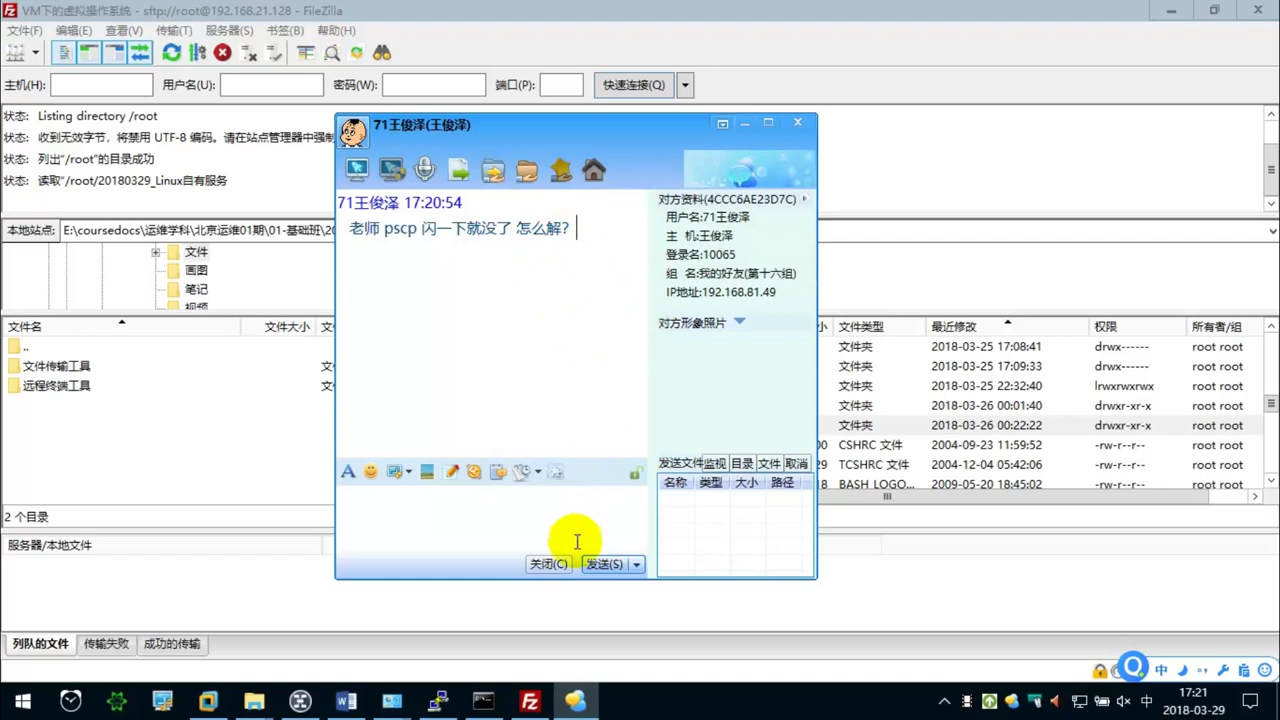 VM下的虚拟操作系统 - sftp://root@192.168.21.128 - FileZilla
文件(F) 编辑(E) 查看(V) 传输(T) 服务器(S) 书签(B) 帮助(H)
主机(H): 用户名(U): 密码(W): 端口(P): 快速连接(Q)
状态: Listing directory /root
状态: 收到无效字节，将禁用 UTF-8 编码。请在站点管理器中强制
状态: 列出"/root"的目录成功
状态: 读取"/root/20180329_Linux自有服务
本地站点: E:\coursedocs\运维学科\北京运维01期\01-基础班\20
文件
画图
笔记
视频
文件名 文件大小
..
文件传输工具
远程终端工具
2 个目录
服务器/本地文件
列队的文件 传输失败 成功的传输
71王俊泽(王俊泽)
71王俊泽 17:20:54
老师 pscp 闪一下就没了 怎么解?
关闭(C) 发送(S)
对方资料(4CCC6AE23D7C)
用户名:71王俊泽
主 机:王俊泽
登录名:10065
组 名:我的好友(第十六组)
IP地址:192.168.81.49
对方形象照片
发送文件 监视 目录 文件 取消
名称 类型 大小 路径
文件类型 最近修改 权限 所有者/组
文件夹 2018-03-25 17:08:41 drwx------ root root
文件夹 2018-03-25 17:09:33 drwx------ root root
文件夹 2018-03-25 22:32:40 lrwxrwxrwx root root
文件夹 2018-03-26 00:01:40 drwxr-xr-x root root
文件夹 2018-03-26 00:22:22 drwxr-xr-x root root
CSHRC 文件 2004-09-23 11:59:52 -rw-r--r-- root root
TCSHRC 文件 2004-12-04 05:42:06 -rw-r--r-- root root
BASH_LOGO... 2009-05-20 18:45:02 -rw-r--r-- root root
中
中 17:21
2018-03-29